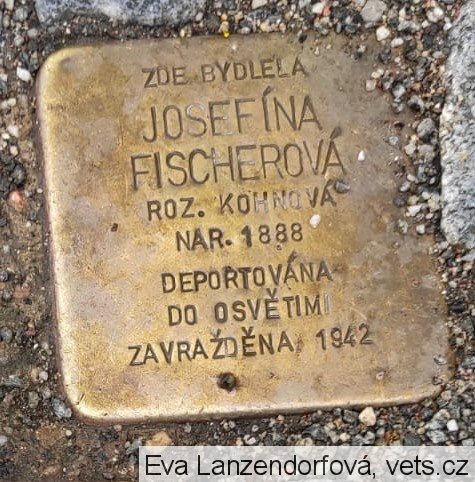 ZDE BYDLELA
JOSEFÍNA
FISCHEROVÁ
ROZ. KOHNOVÁ
NAR. 1888
DEPORTOVÁNA
DO OSVĚTIMI
ZAVRAŽDĚNA 1942
Eva Lanzendorfová, vets.cz